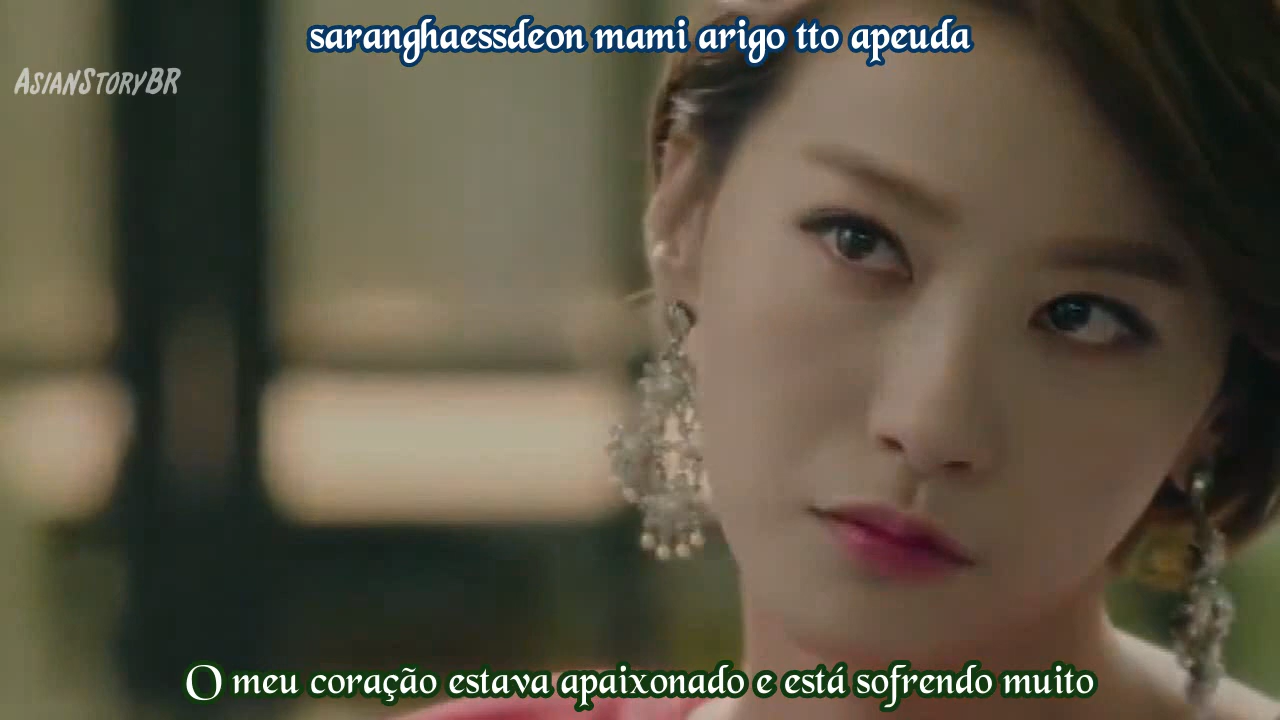 saranghaessdeon mami arigo tto apeuda
AsianStoryBR
O meu coração estava apaixonado e está sofrendo muito